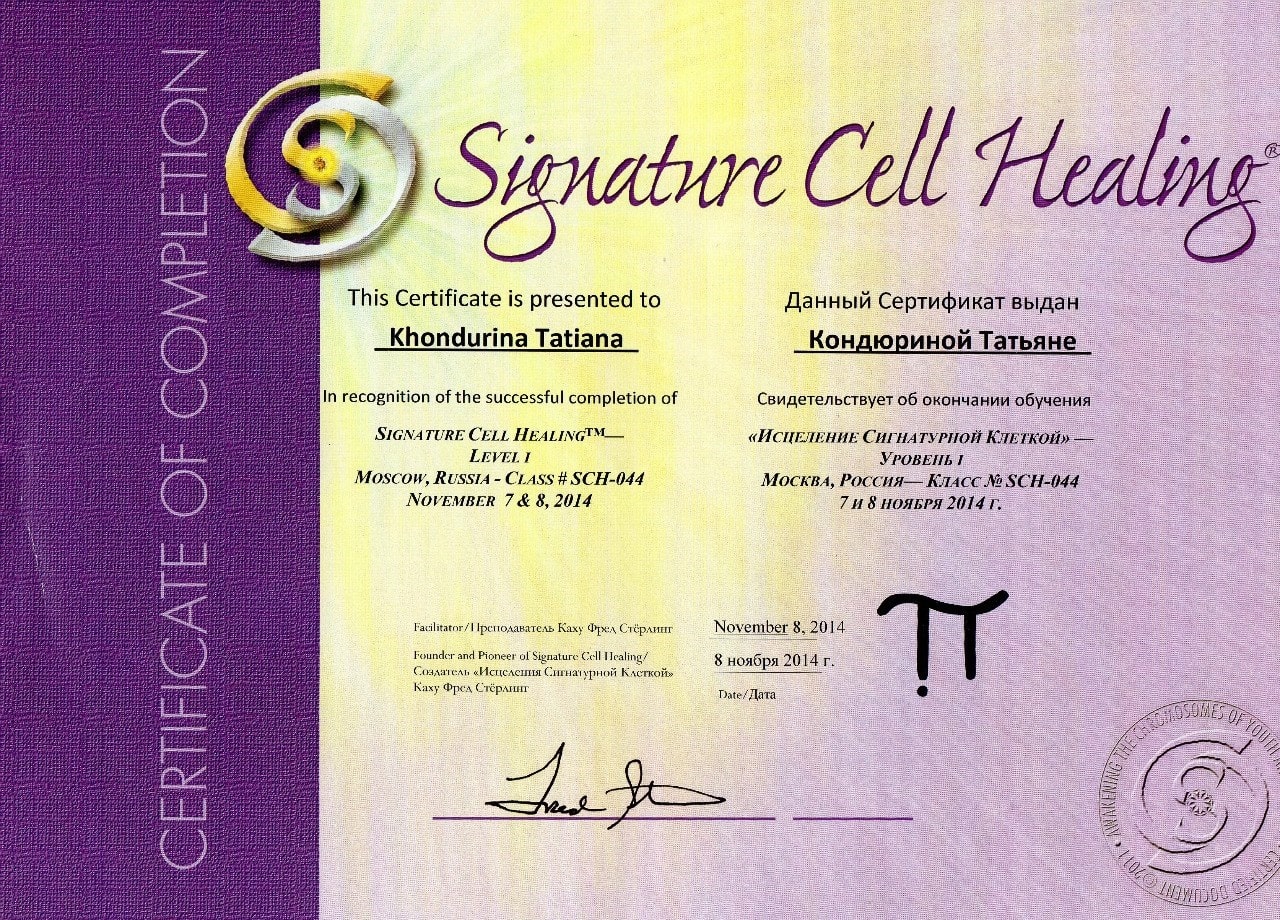 CERTIFICATE OF COMPLETION
Signature Cell Healing®
This Certificate is presented to
Khondurina Tatiana
In recognition of the successful completion of
Signature Cell Healing™—
Level I
Moscow, Russia - Class # SCH-044
November 7 & 8, 2014
Данный Сертификат выдан
Кондюриной Татьяне
Свидетельствует об окончании обучения
«Исцеление Сигнатурной Клеткой» —
Уровень I
Москва, Россия— Класс № SCH-044
7 и 8 ноября 2014 г.
Facilitator/Преподаватель Каху Фред Стёрлинг
Founder and Pioneer of Signature Cell Healing/
Создатель «Исцеления Сигнатурной Клеткой»
Каху Фред Стёрлинг
November 8, 2014
8 ноября 2014 г.
Date/Дата
AWAKENING THE CHROMOSOMES OF YOUTH
CERTIFIED DOCUMENT ©